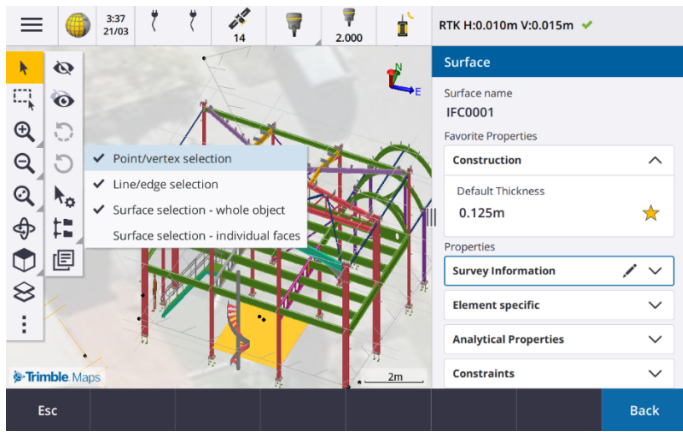 3:37
21/03
14
2.000
RTK H:0.010m V:0.015m
Surface
Surface name
IFC0001
Favorite Properties
Construction
Default Thickness
0.125m
Properties
Survey Information
Element specific
Analytical Properties
Constraints
N
E
Point/vertex selection
Line/edge selection
Surface selection - whole object
Surface selection - individual faces
Trimble.Maps
2m
Esc
Back